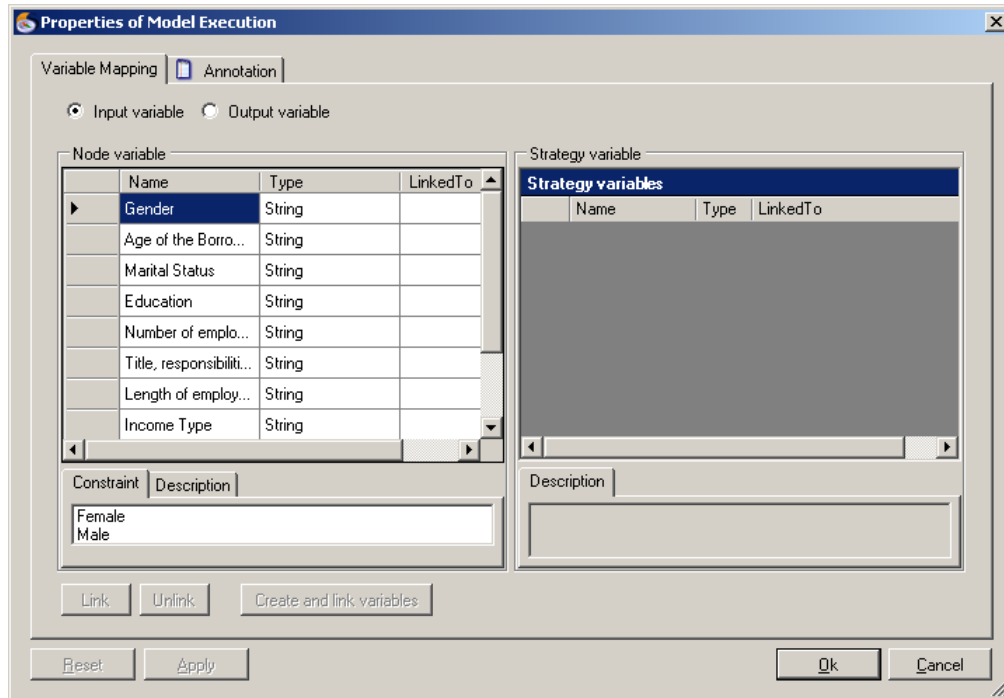 Properties of Model Execution
Variable Mapping Annotation
Input variable Output variable
Node variable
Name Type LinkedTo
Gender String
Age of the Borro... String
Marital Status String
Education String
Number of emplo... String
Title, responsibiliti... String
Length of employ... String
Income Type String
Constraint Description
Female
Male
Strategy variable
Strategy variables
Name Type LinkedTo
Description
Link Unlink Create and link variables
Reset Apply Ok Cancel